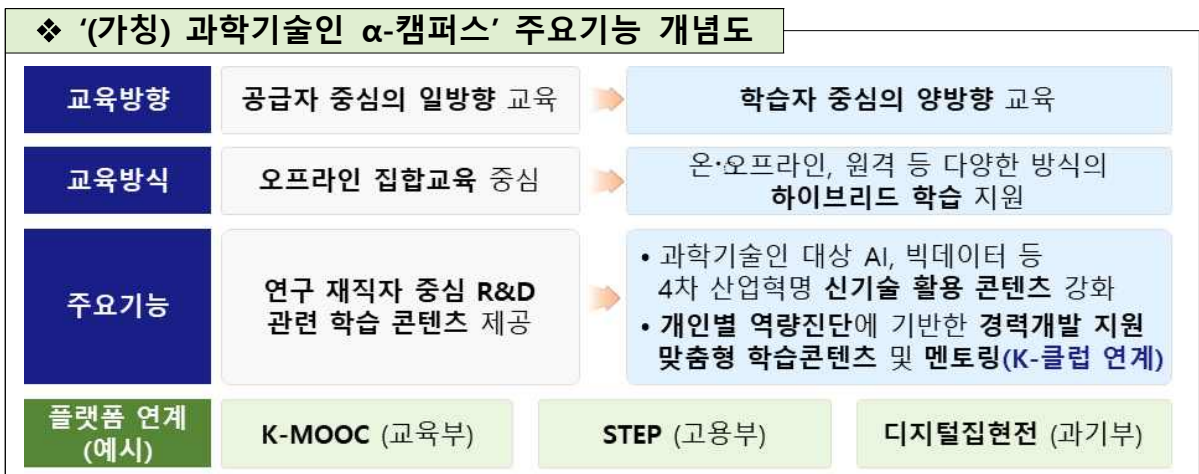 ❖ ‘(가칭) 과학기술인 α-캠퍼스’ 주요기능 개념도
교육방향
공급자 중심의 일방향 교육
학습자 중심의 양방향 교육
교육방식
오프라인 집합교육 중심
온·오프라인, 원격 등 다양한 방식의
하이브리드 학습 지원
주요기능
연구 재직자 중심 R&D
관련 학습 콘텐츠 제공
• 과학기술인 대상 AI, 빅데이터 등
4차 산업혁명 신기술 활용 콘텐츠 강화
• 개인별 역량진단에 기반한 경력개발 지원
맞춤형 학습콘텐츠 및 멘토링(K-클럽 연계)
플랫폼 연계
(예시)
K-MOOC (교육부)
STEP (고용부)
디지털집현전 (과기부)